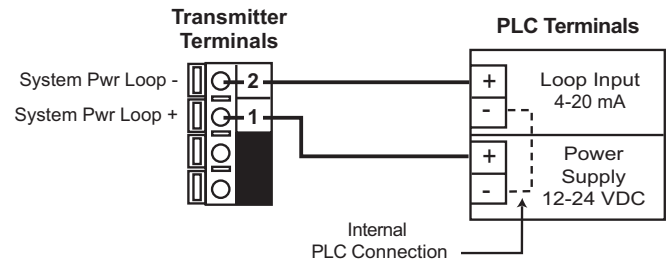 Transmitter
Terminals
PLC Terminals
System Pwr Loop -
2
System Pwr Loop +
1
+
-
Loop Input
4-20 mA
+
-
Power
Supply
12-24 VDC
Internal
PLC Connection